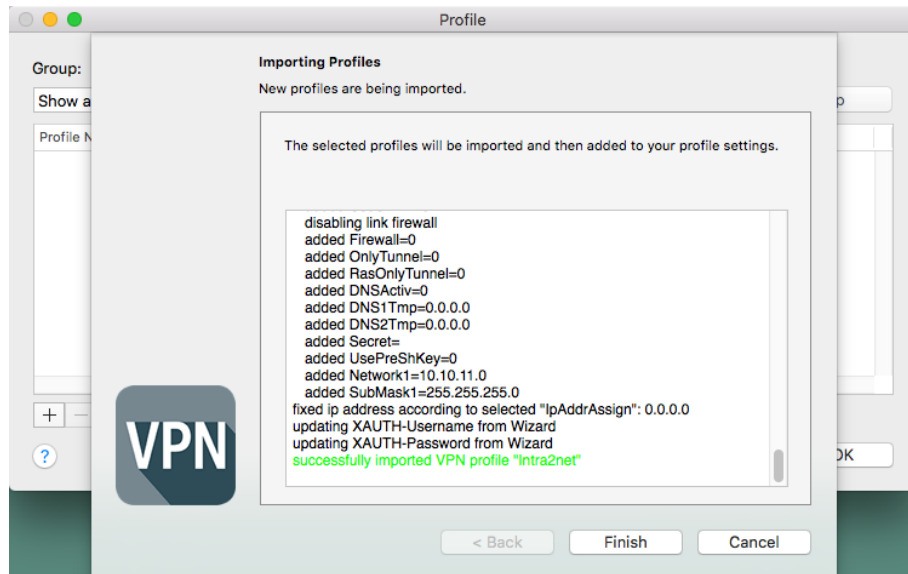 Profile
Group:
Importing Profiles
New profiles are being imported.
Show a
p
Profile N
The selected profiles will be imported and then added to your profile settings.
disabling link firewall
added Firewall=0
added OnlyTunnel=0
added RasOnlyTunnel=0
added DNSActiv=0
added DNS1Tmp=0.0.0.0
added DNS2Tmp=0.0.0.0
added Secret=
added UsePreShKey=0
added Network1=10.10.11.0
added SubMask1=255.255.255.0
fixed ip address according to selected "IpAddrAssign": 0.0.0.0
updating XAUTH-Username from Wizard
updating XAUTH-Password from Wizard
successfully imported VPN profile "Intra2net"
+ −
VPN
?
OK
< Back
Finish
Cancel